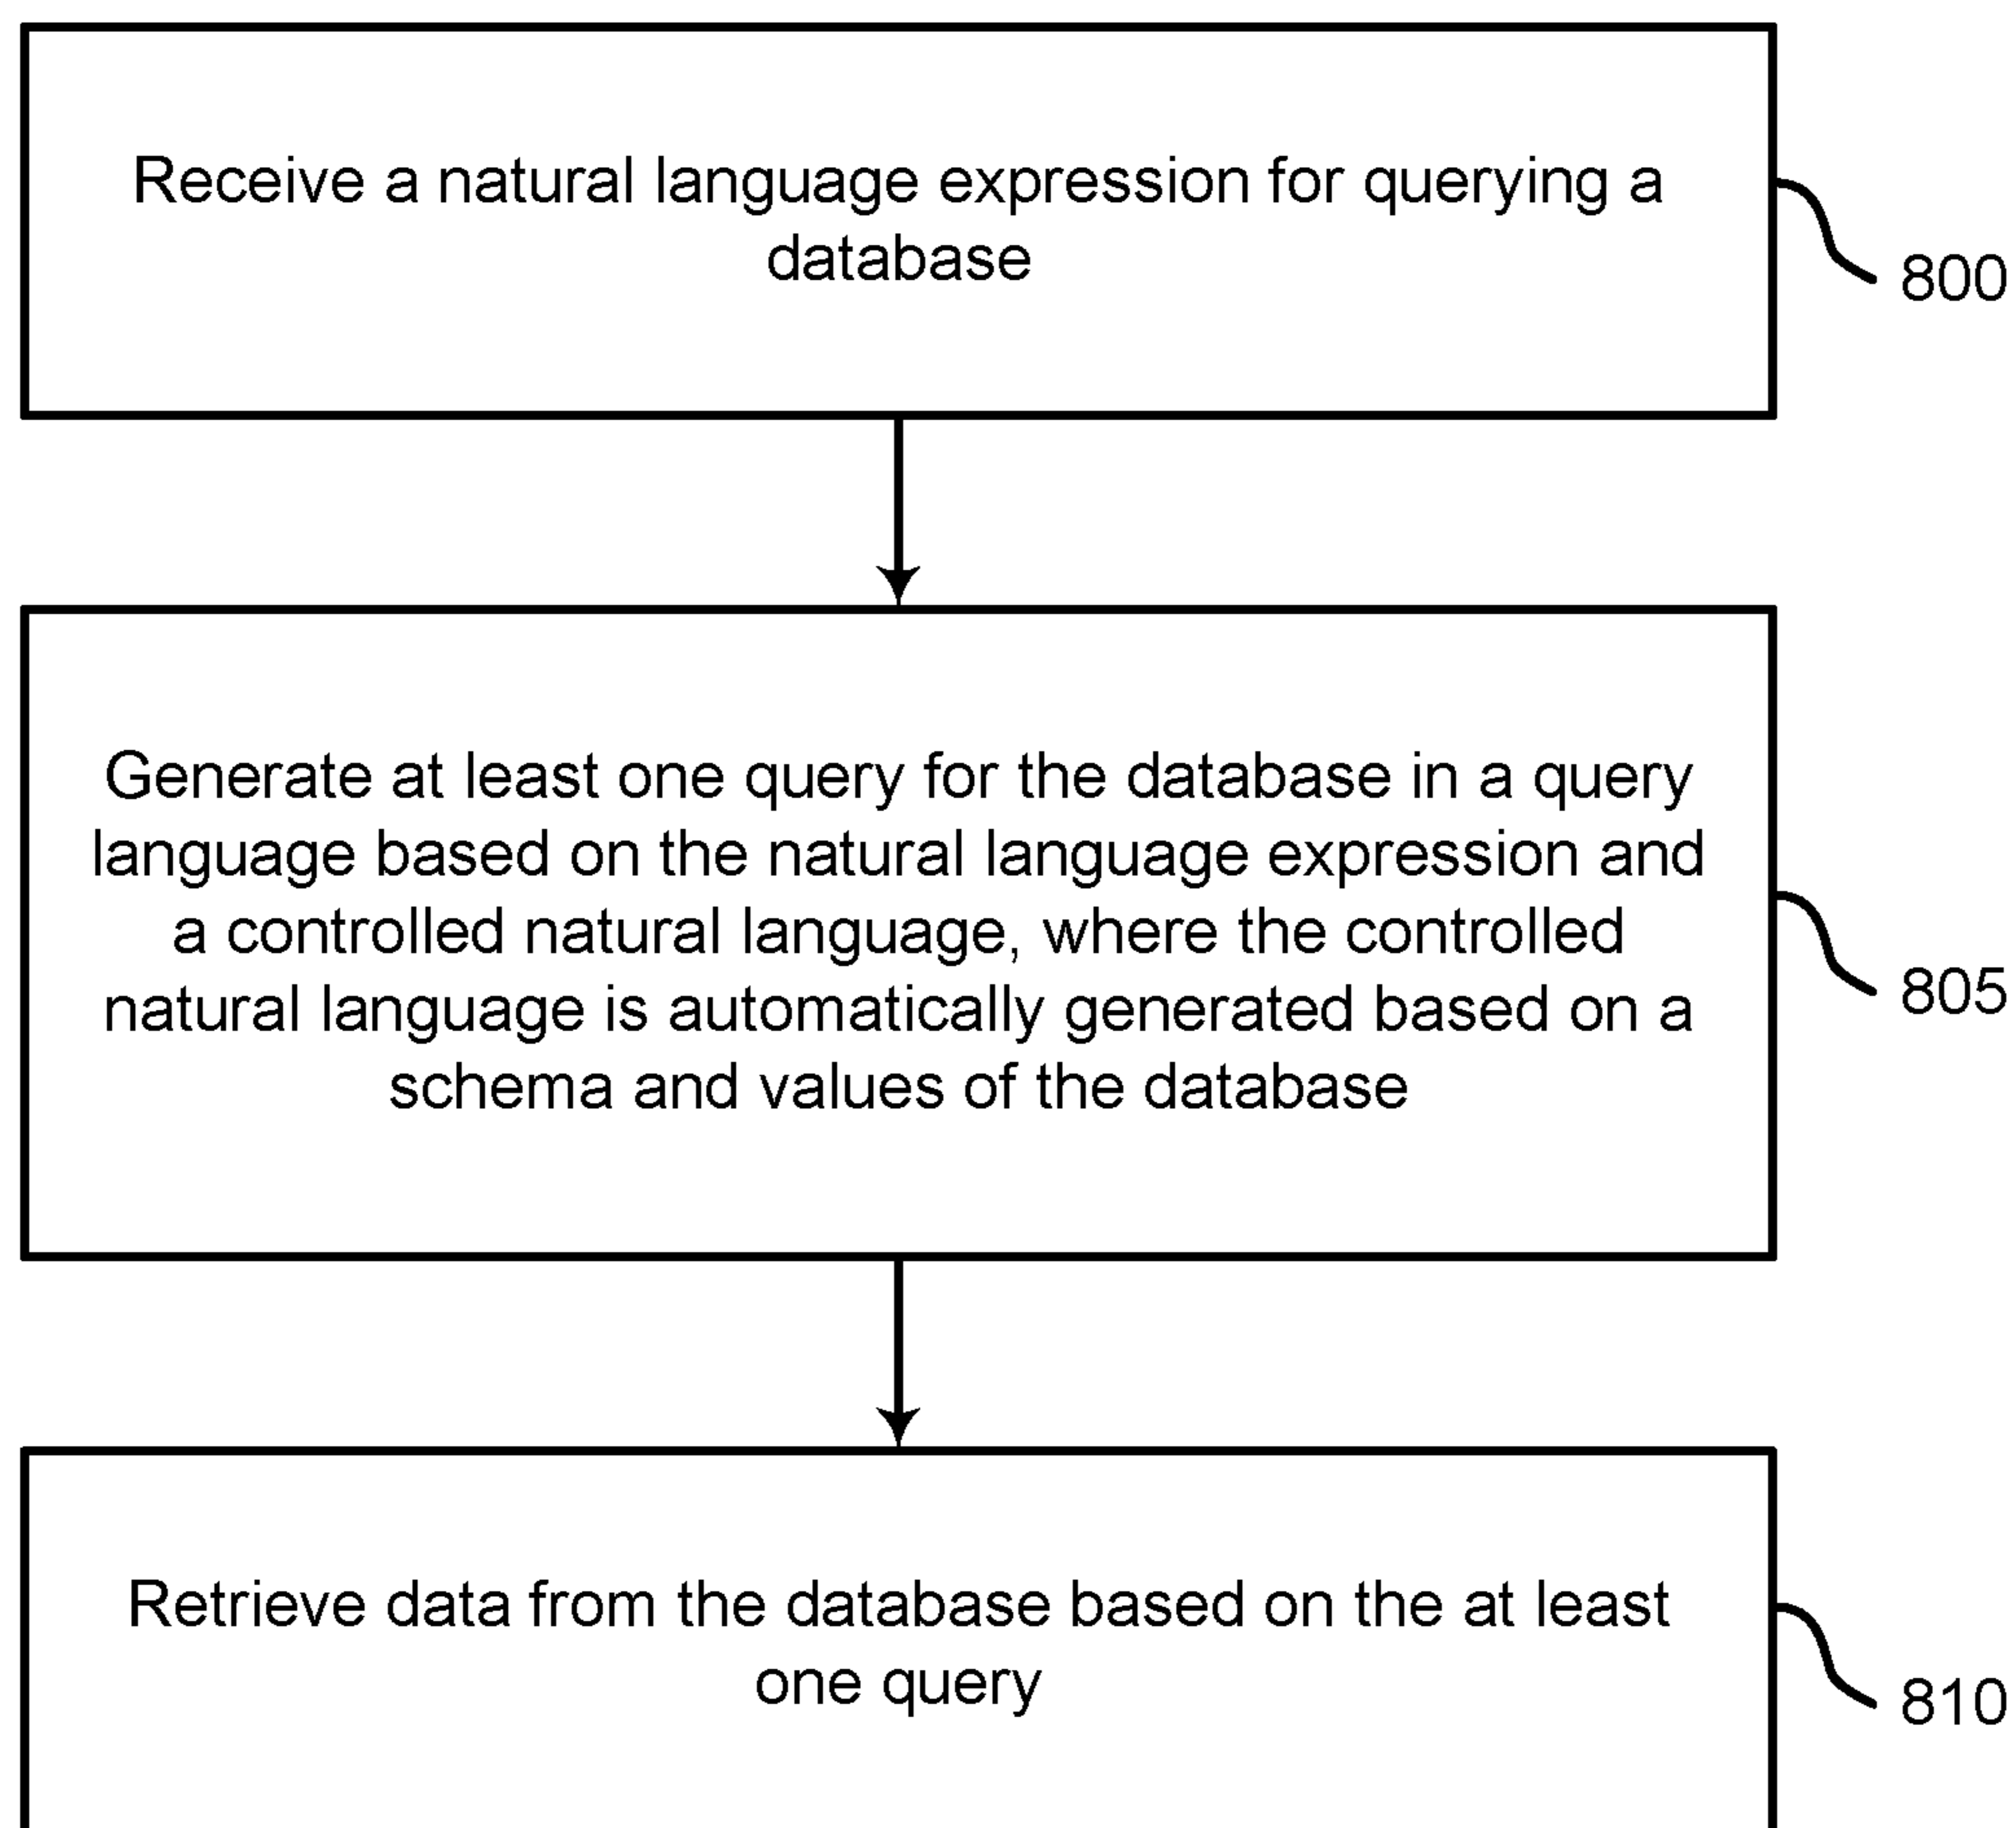 Receive a natural language expression for querying a
database
800
Generate at least one query for the database in a query
language based on the natural language expression and
a controlled natural language, where the controlled
natural language is automatically generated based on a
schema and values of the database
805
Retrieve data from the database based on the at least
one query
810